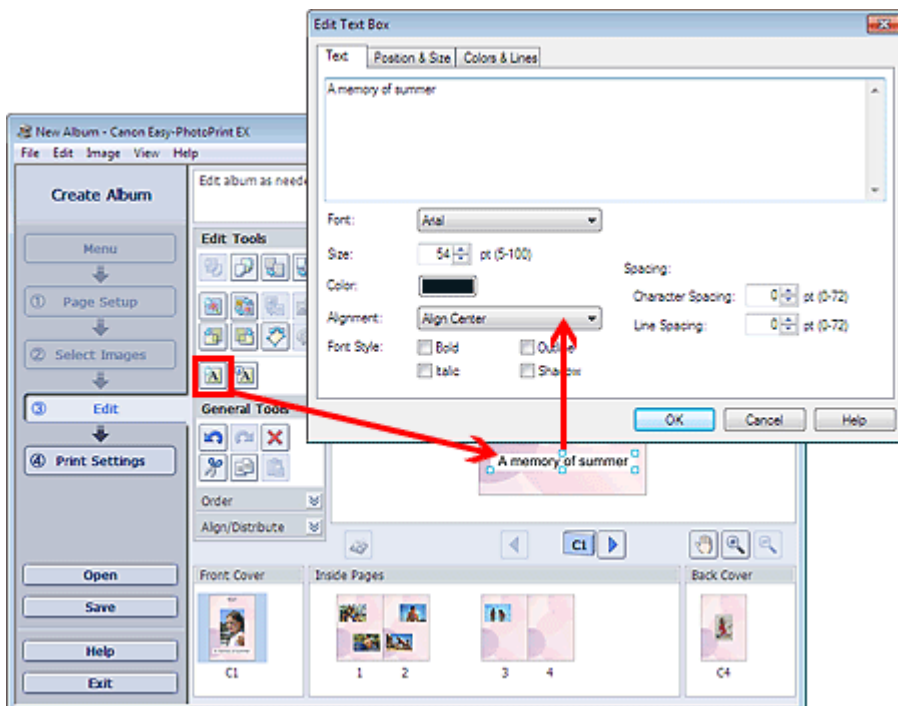 Edit Text Box
Text Position & Size Colors & Lines
A memory of summer
Font: Arial
Size: 54 pt (5-100)
Color:
Spacing:
Character Spacing: 0 pt (0-72)
Alignment: Align Center
Line Spacing: 0 pt (0-72)
Font Style: Bold Outline
Italic Shadow
OK Cancel Help
New Album - Canon Easy-PhotoPrint EX
File Edit Image View Help
Create Album
Edit album as neede
Menu
① Page Setup
② Select Images
③ Edit
④ Print Settings
Open
Save
Help
Exit
Edit Tools
A A
General Tools
Order
Align/Distribute
A memory of summer
C1
Front Cover Inside Pages Back Cover
C1 1 2 3 4 C4